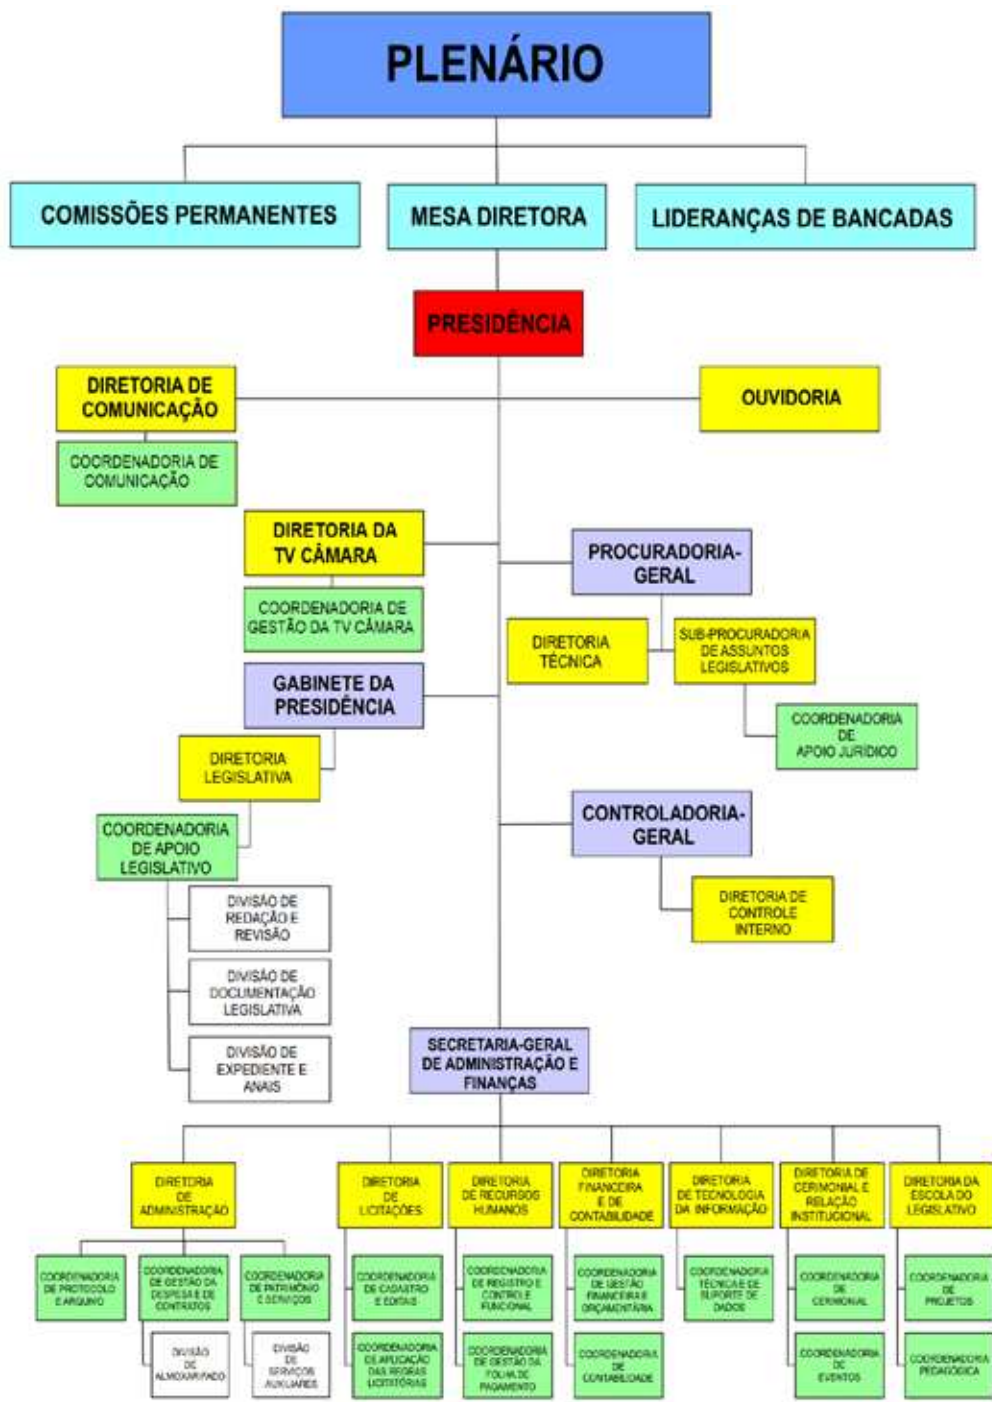 PLENÁRIO
COMISSÕES PERMANENTES
MESA DIRETORA
LIDERANÇAS DE BANCADAS
PRESIDÊNCIA
DIRETORIA DE
COMUNICAÇÃO
OUVIDORIA
COORDENADORIA DE
COMUNICAÇÃO
DIRETORIA DA
TV CÂMARA
PROCURADORIA-
GERAL
COORDENADORIA DE
GESTÃO DA TV CÂMARA
DIRETORIA
TÉCNICA
SUB-PROCURADORIA
DE ASSUNTOS
LEGISLATIVOS
GABINETE DA
PRESIDÊNCIA
COORDENADORIA
DE
APOIO JURÍDICO
DIRETORIA
LEGISLATIVA
CONTROLADORIA-
GERAL
COORDENADORIA
DE APOIO
LEGISLATIVO
DIRETORIA DE
CONTROLE
INTERNO
DIVISÃO DE
REDAÇÃO E
REVISÃO
DIVISÃO DE
DOCUMENTAÇÃO
LEGISLATIVA
DIVISÃO DE
EXPEDIENTE E
ANAIS
SECRETARIA-GERAL
DE ADMINISTRAÇÃO E
FINANÇAS
DIRETORIA
DE
ADMINISTRAÇÃO
DIRETORIA
DE
LICITAÇÕES
DIRETORIA
DE RECURSOS
HUMANOS
DIRETORIA
FINANCEIRA
E DE
CONTABILIDADE
DIRETORIA
DE TECNOLOGIA
DA INFORMAÇÃO
DIRETORIA DE
CERIMONIAL E
RELAÇÃO
INSTITUCIONAL
DIRETORIA DA
ESCOLA DO
LEGISLATIVO
COORDENADORIA
DE PROTOCOLO
E ARQUIVO
COORDENADORIA
DE GESTÃO DA
DESPESA E DE
CONTRATOS
COORDENADORIA
DE PATRIMÔNIO
E SERVIÇOS
COORDENADORIA
DE CADASTRO
E EDITAIS
COORDENADORIA
DE REGISTRO E
CONTROLE
FUNCIONAL
COORDENADORIA
DE GESTÃO
FINANCEIRA E
ORÇAMENTÁRIA
COORDENADORIA
TÉCNICA E DE
SUPORTE DE
DADOS
COORDENADORIA
DE
CERIMONIAL
COORDENADORIA
DE
PROJETOS
DIVISÃO
DE
ALMOXARIFADO
DIVISÃO
DE
SERVIÇOS
AUXILIARES
COORDENADORIA
DE APLICAÇÃO
DAS REGRAS
LICITATÓRIAS
COORDENADORIA
DE GESTÃO DA
FOLHA DE
PAGAMENTO
COORDENADORIA
DE
CONTABILIDADE
COORDENADORIA
DE
EVENTOS
COORDENADORIA
PEDAGÓGICA